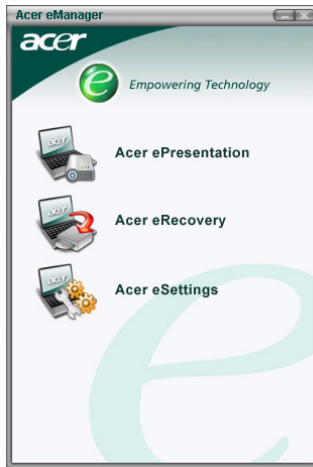 Acer eManager
acer
e Empowering Technology
Acer ePresentation
Acer eRecovery
Acer eSettings